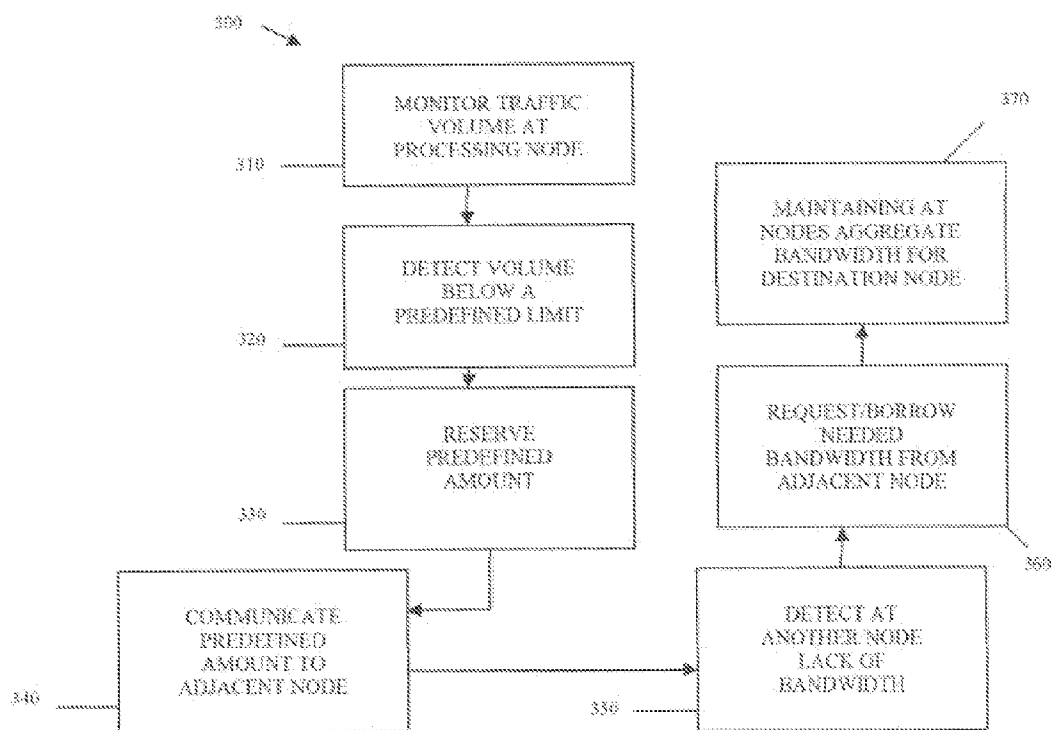 300
MONITOR TRAFFIC
VOLUME AT
PROCESSING NODE
310
DETECT VOLUME
BELOW A
PREDEFINED LIMIT
320
RESERVE
PREDEFINED
AMOUNT
330
COMMUNICATE
PREDEFINED
AMOUNT TO
ADJACENT NODE
340
DETECT AT
ANOTHER NODE
LACK OF
BANDWIDTH
350
REQUEST/BORROW
NEEDED
BANDWIDTH FROM
ADJACENT NODE
360
MAINTAINING AT
NODES AGGREGATE
BANDWIDTH FOR
DESTINATION NODE
370